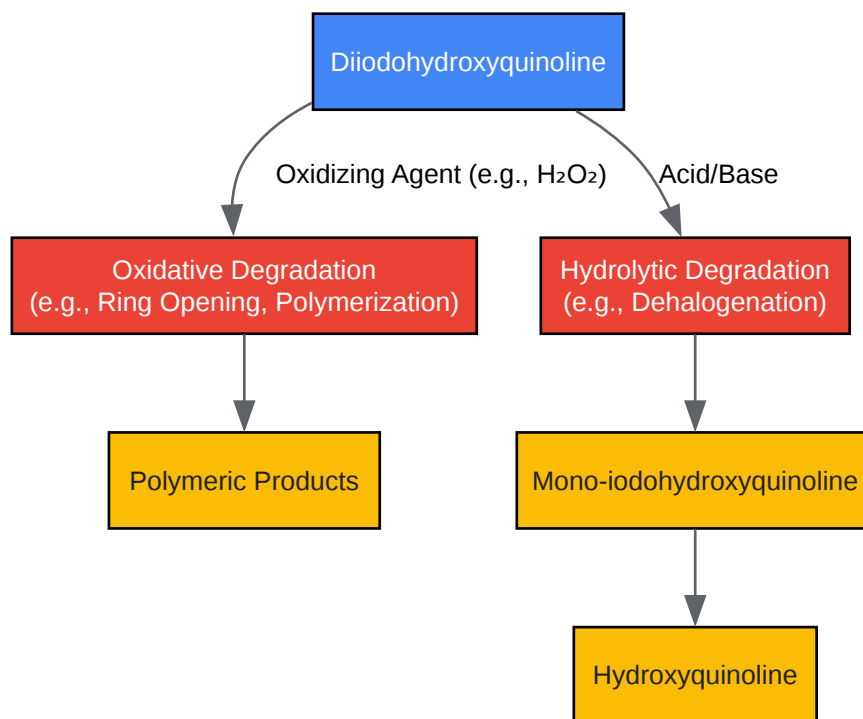 Diiodohydroxyquinoline
Oxidizing Agent (e.g., H₂O₂)
Acid/Base
Oxidative Degradation
(e.g., Ring Opening, Polymerization)
Hydrolytic Degradation
(e.g., Dehalogenation)
Polymeric Products
Mono-iodohydroxyquinoline
Hydroxyquinoline